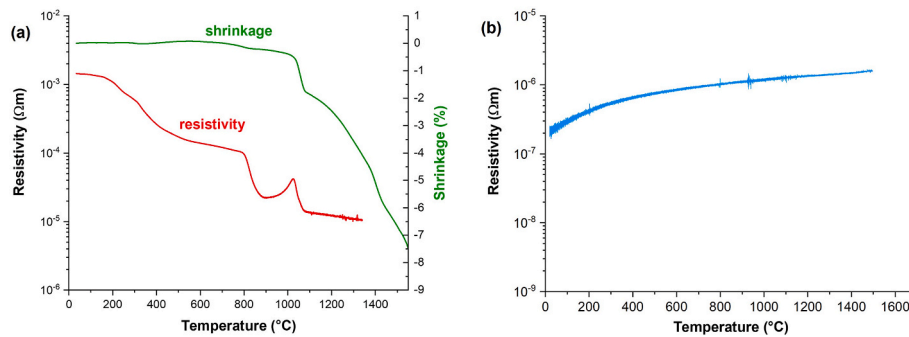 (a)
shrinkage
resistivity
Resistivity (Ωm)
10⁻²
10⁻³
10⁻⁴
10⁻⁵
10⁻⁶
1
0
-1
-2
-3
-4
-5
-6
-7
-8
-9
Shrinkage (%)
0 200 400 600 800 1000 1200 1400
Temperature (°C)
(b)
Resistivity (Ωm)
10⁻⁵
10⁻⁶
10⁻⁷
10⁻⁸
10⁻⁹
0 200 400 600 800 1000 1200 1400 1600
Temperature (°C)